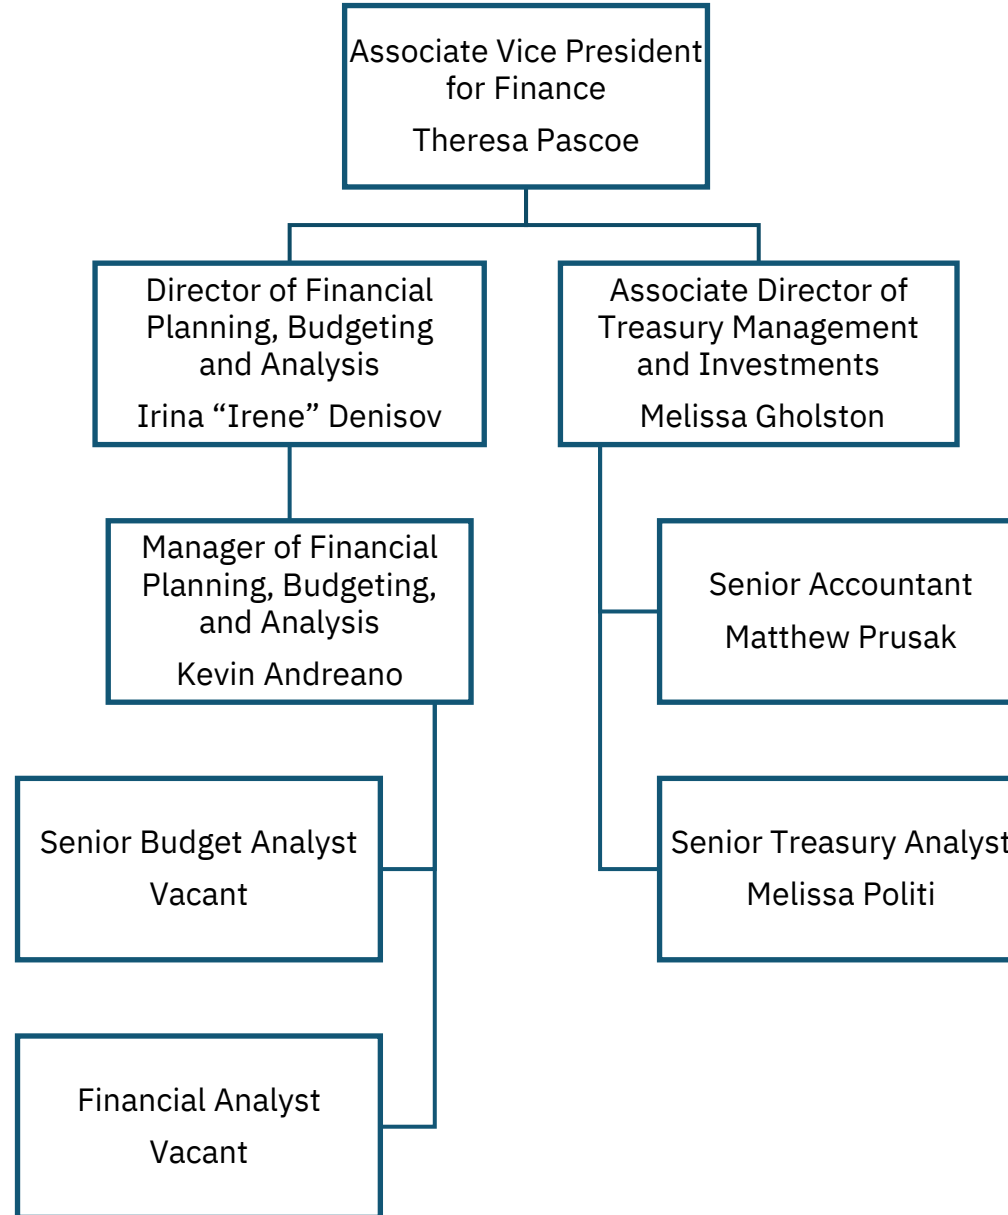 Associate Vice President
for Finance
Theresa Pascoe
Director of Financial
Planning, Budgeting
and Analysis
Irina “Irene” Denisov
Associate Director of
Treasury Management
and Investments
Melissa Gholston
Manager of Financial
Planning, Budgeting,
and Analysis
Kevin Andreano
Senior Accountant
Matthew Prusak
Senior Budget Analyst
Vacant
Senior Treasury Analyst
Melissa Politi
Financial Analyst
Vacant